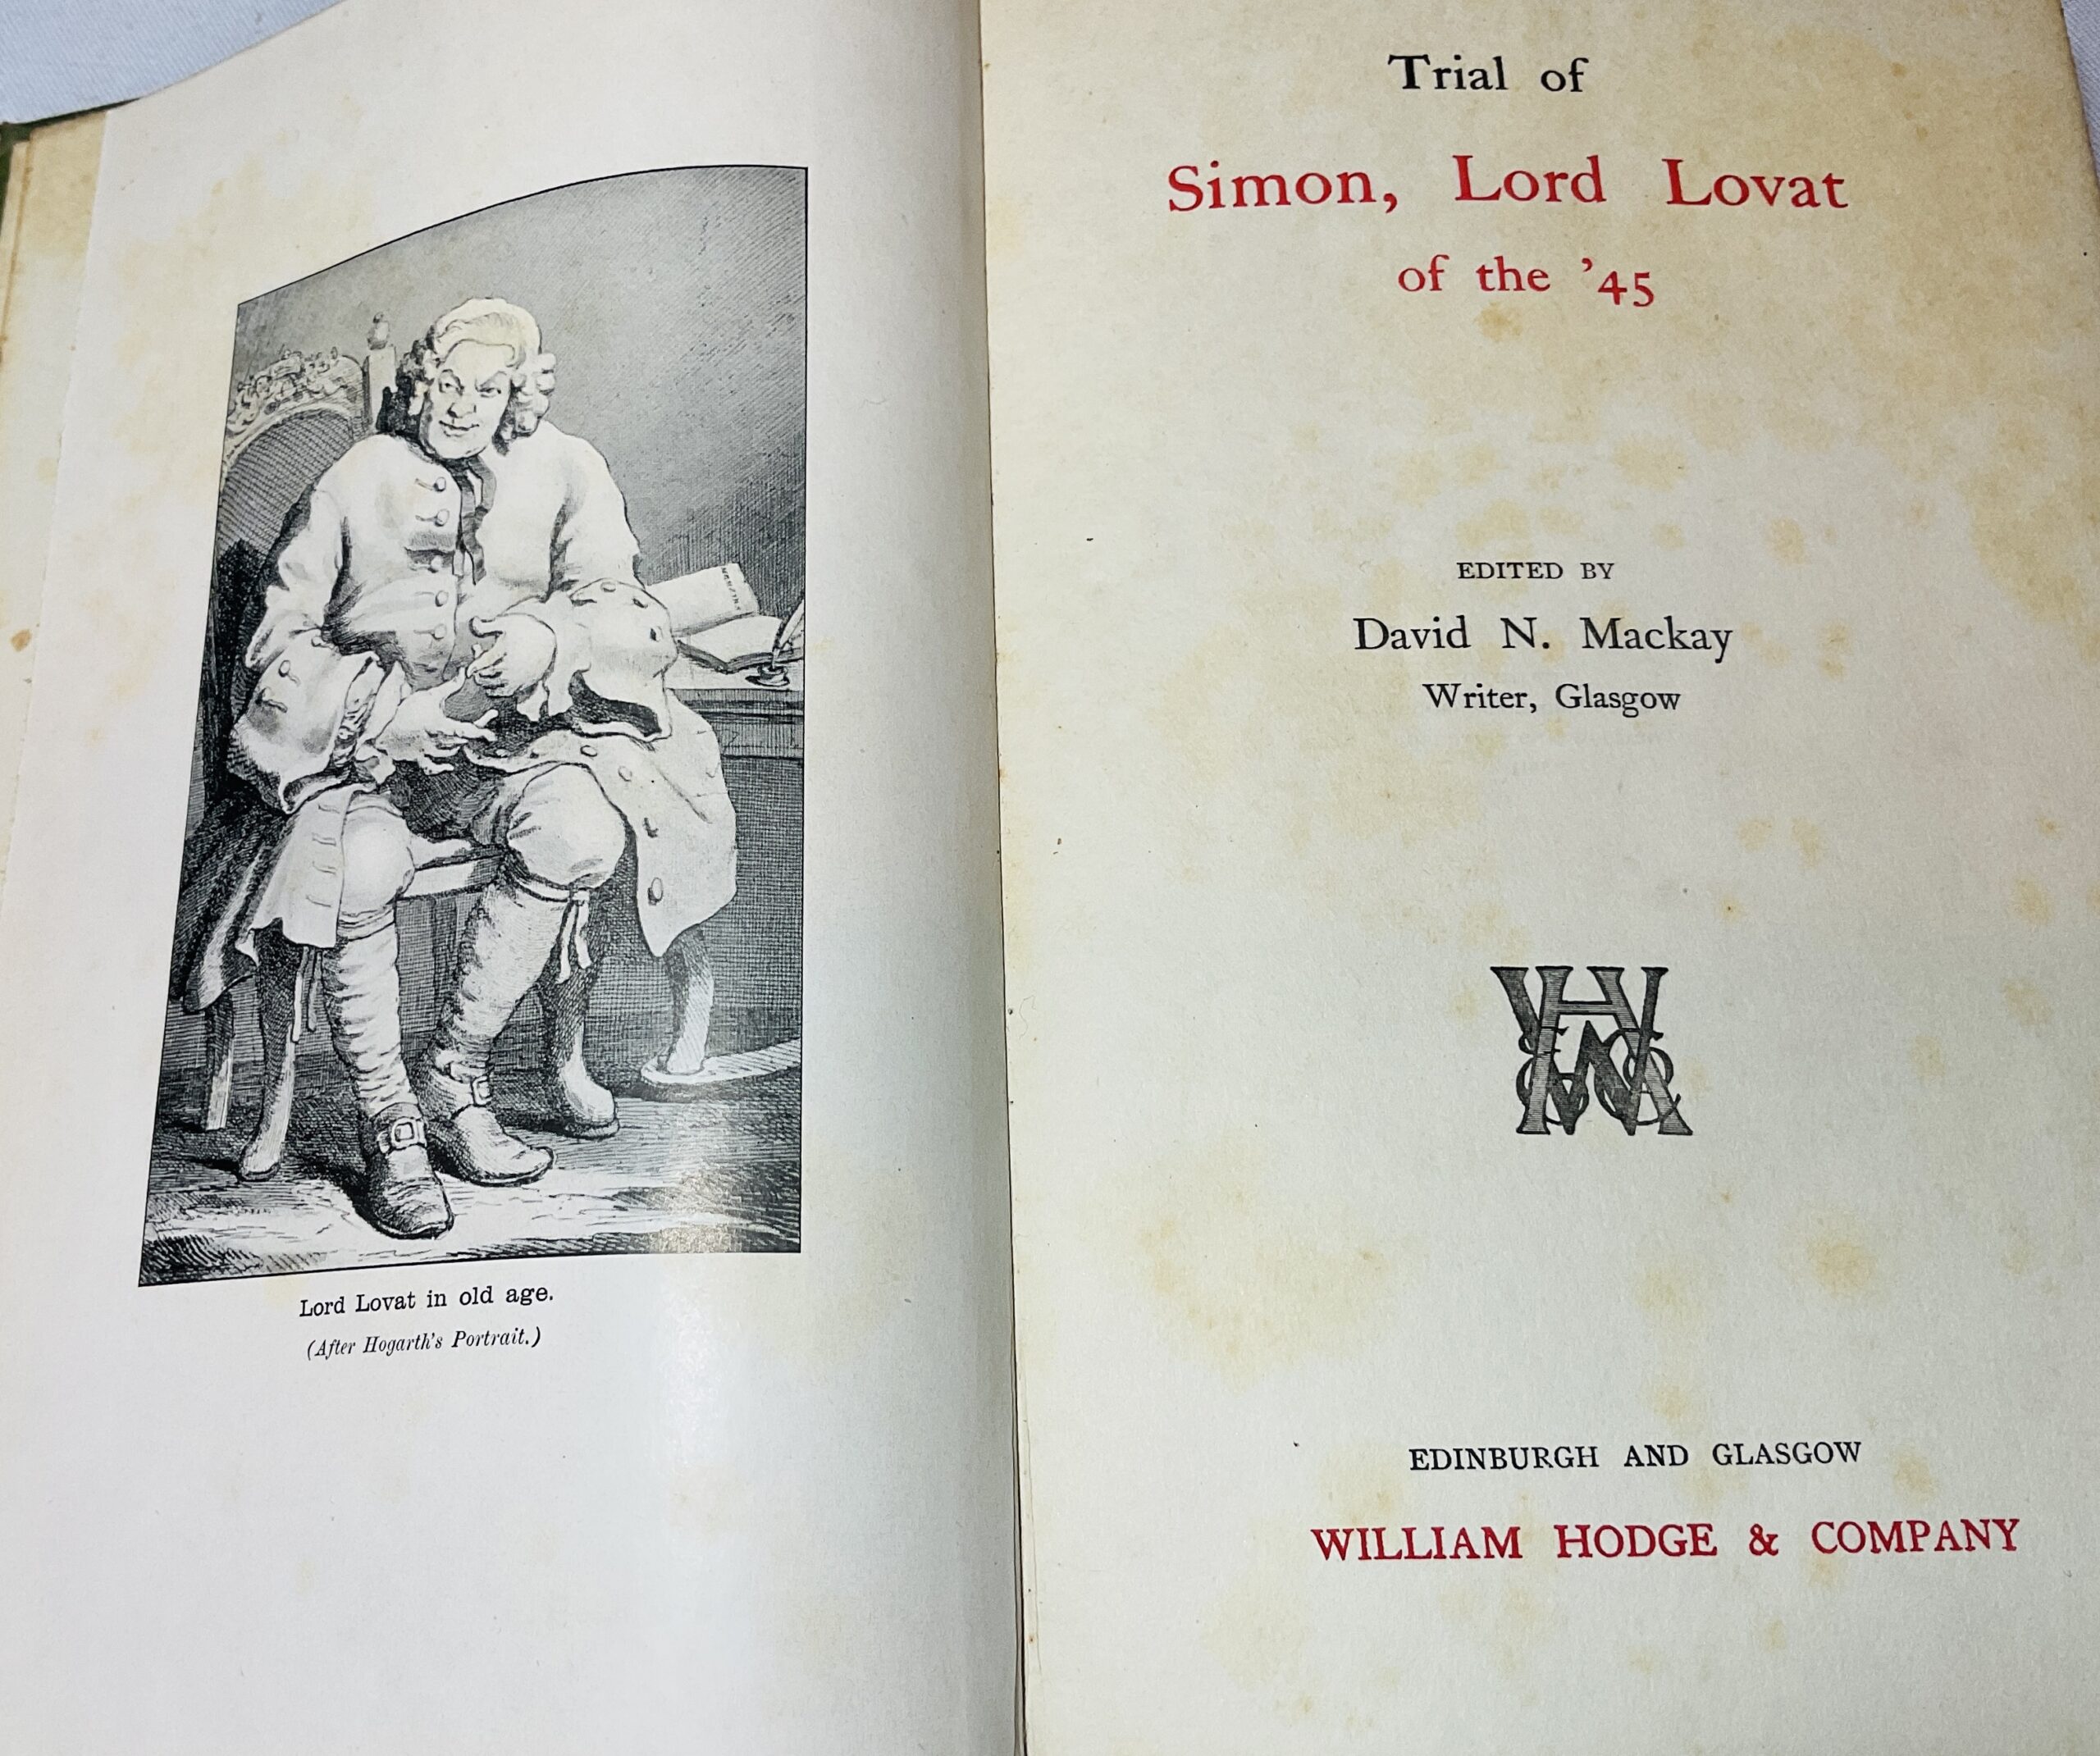 Lord Lovat in old age.
(After Hogarth's Portrait.)
Trial of
Simon, Lord Lovat
of the ’45
EDITED BY
David N. Mackay
Writer, Glasgow
EDINBURGH AND GLASGOW
WILLIAM HODGE & COMPANY